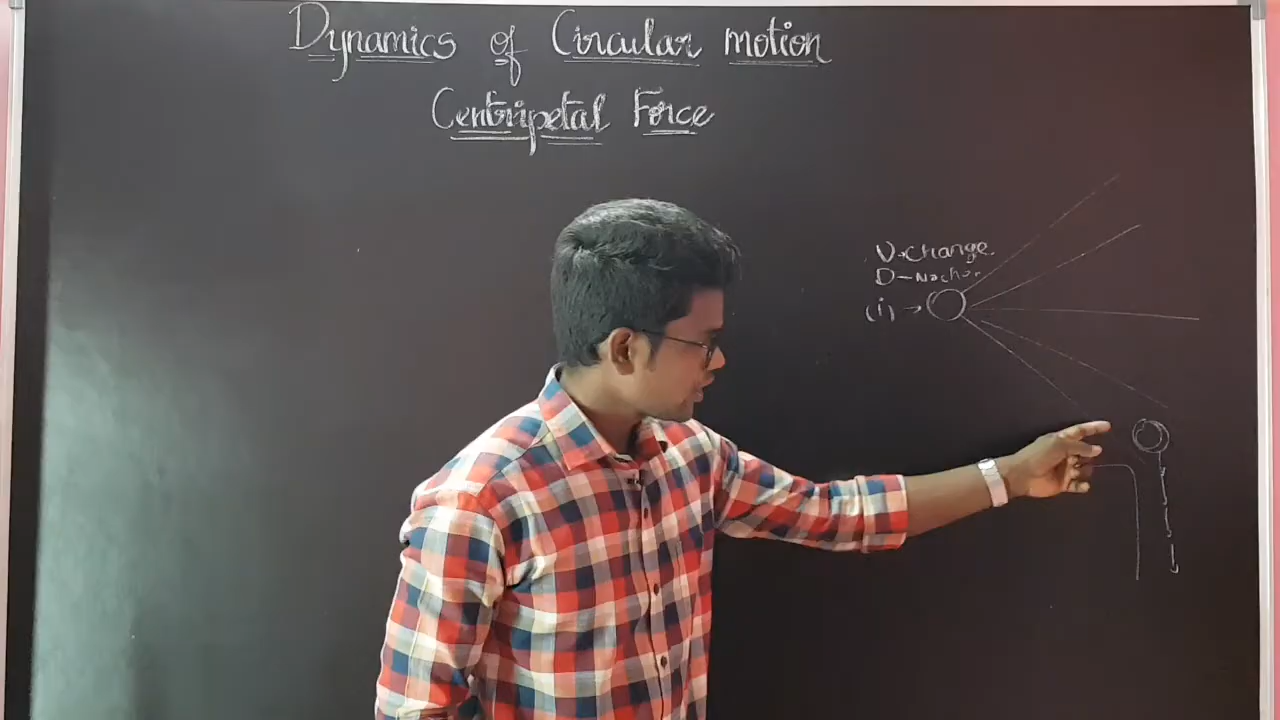 Dynamics of Circular motion
Centripetal Force
V→Change.
D-
(i)→